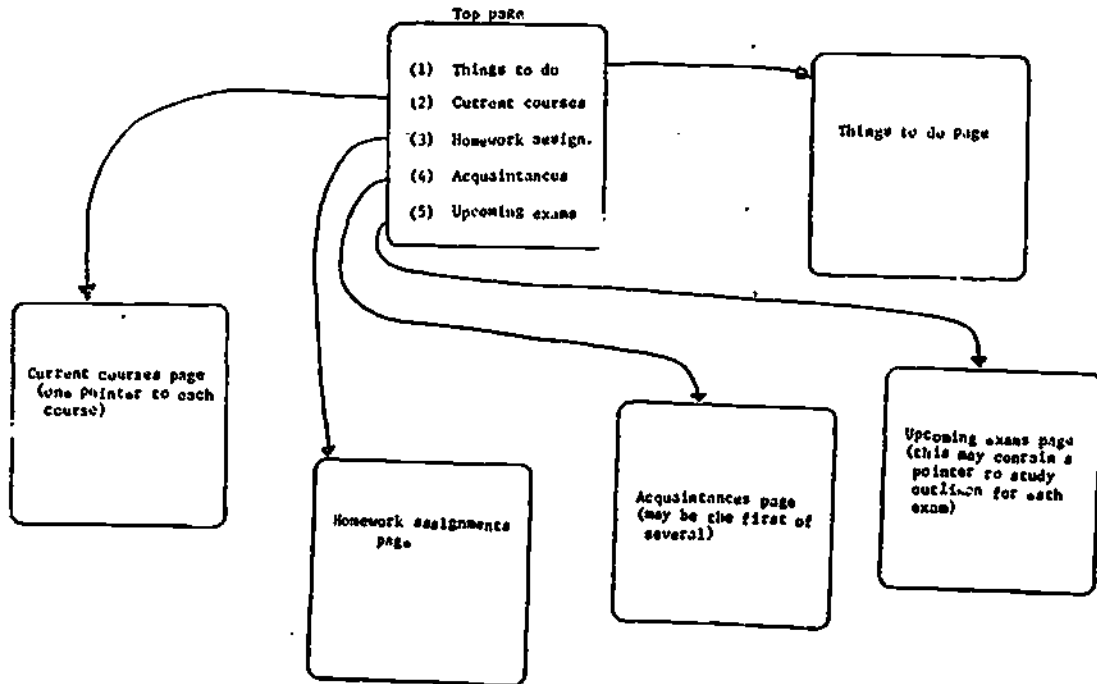 Top page
(1) Things to do
(2) Current courses
(3) Homework assign.
(4) Acquaintances
(5) Upcoming exams
Things to do Page
Current courses page
(one pointer to each
course)
Homework assignments
page
Acquaintances page
(may be the first of
several)
Upcoming exams page
(this may contain a
pointer to study
outlines for each
exam)